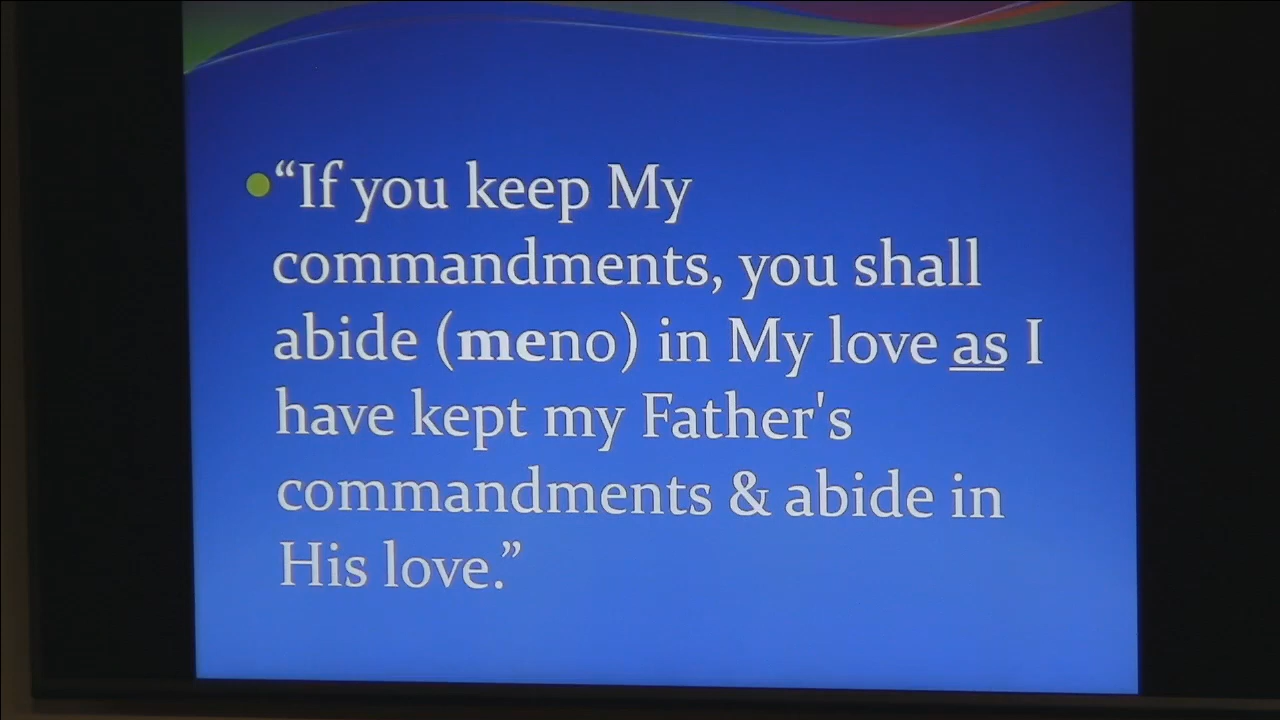 “If you keep My
commandments, you shall
abide (meno) in My love as I
have kept my Father's
commandments & abide in
His love.”